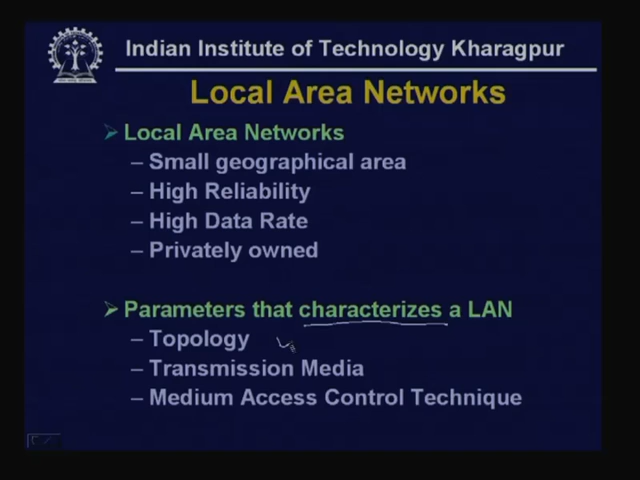 Indian Institute of Technology Kharagpur
Local Area Networks
Local Area Networks
– Small geographical area
– High Reliability
– High Data Rate
– Privately owned
Parameters that characterizes a LAN
– Topology
– Transmission Media
– Medium Access Control Technique